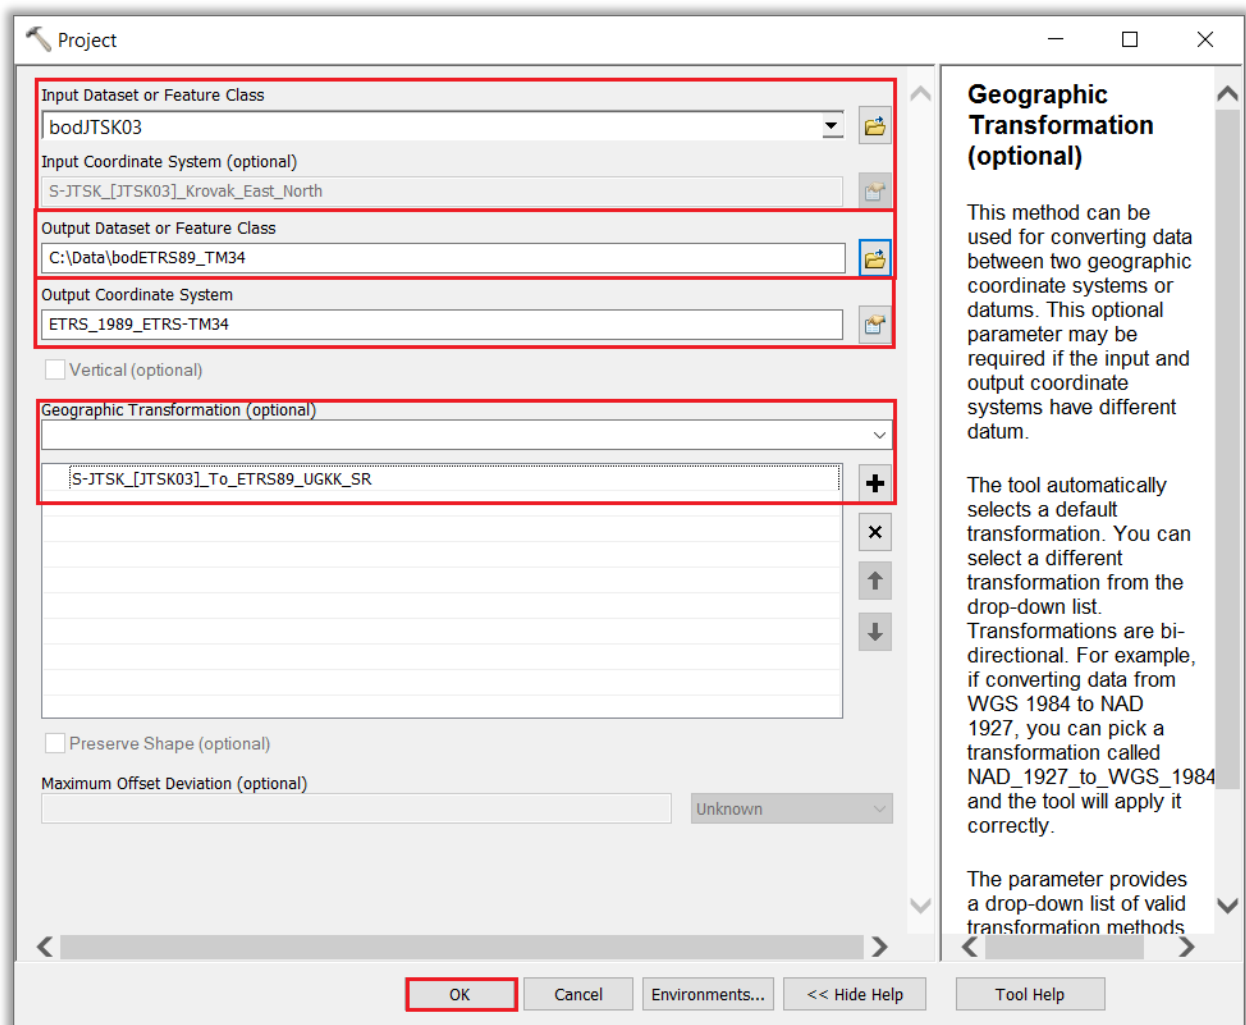 Project
Input Dataset or Feature Class
bodJTSK03
Input Coordinate System (optional)
S-JTSK_[JTSK03]_Krovak_East_North
Output Dataset or Feature Class
C:\Data\bodETRS89_TM34
Output Coordinate System
ETRS_1989_ETRS-TM34
Vertical (optional)
Geographic Transformation (optional)
S-JTSK_[JTSK03]_To_ETRS89_UGKK_SR
Preserve Shape (optional)
Maximum Offset Deviation (optional)
Unknown
Geographic
Transformation
(optional)
This method can be
used for converting data
between two geographic
coordinate systems or
datums. This optional
parameter may be
required if the input and
output coordinate
systems have different
datum.
The tool automatically
selects a default
transformation. You can
select a different
transformation from the
drop-down list.
Transformations are bi-
directional. For example,
if converting data from
WGS 1984 to NAD
1927, you can pick a
transformation called
NAD_1927_to_WGS_1984
and the tool will apply it
correctly.
The parameter provides
a drop-down list of valid
transformation methods
OK
Cancel
Environments...
<< Hide Help
Tool Help